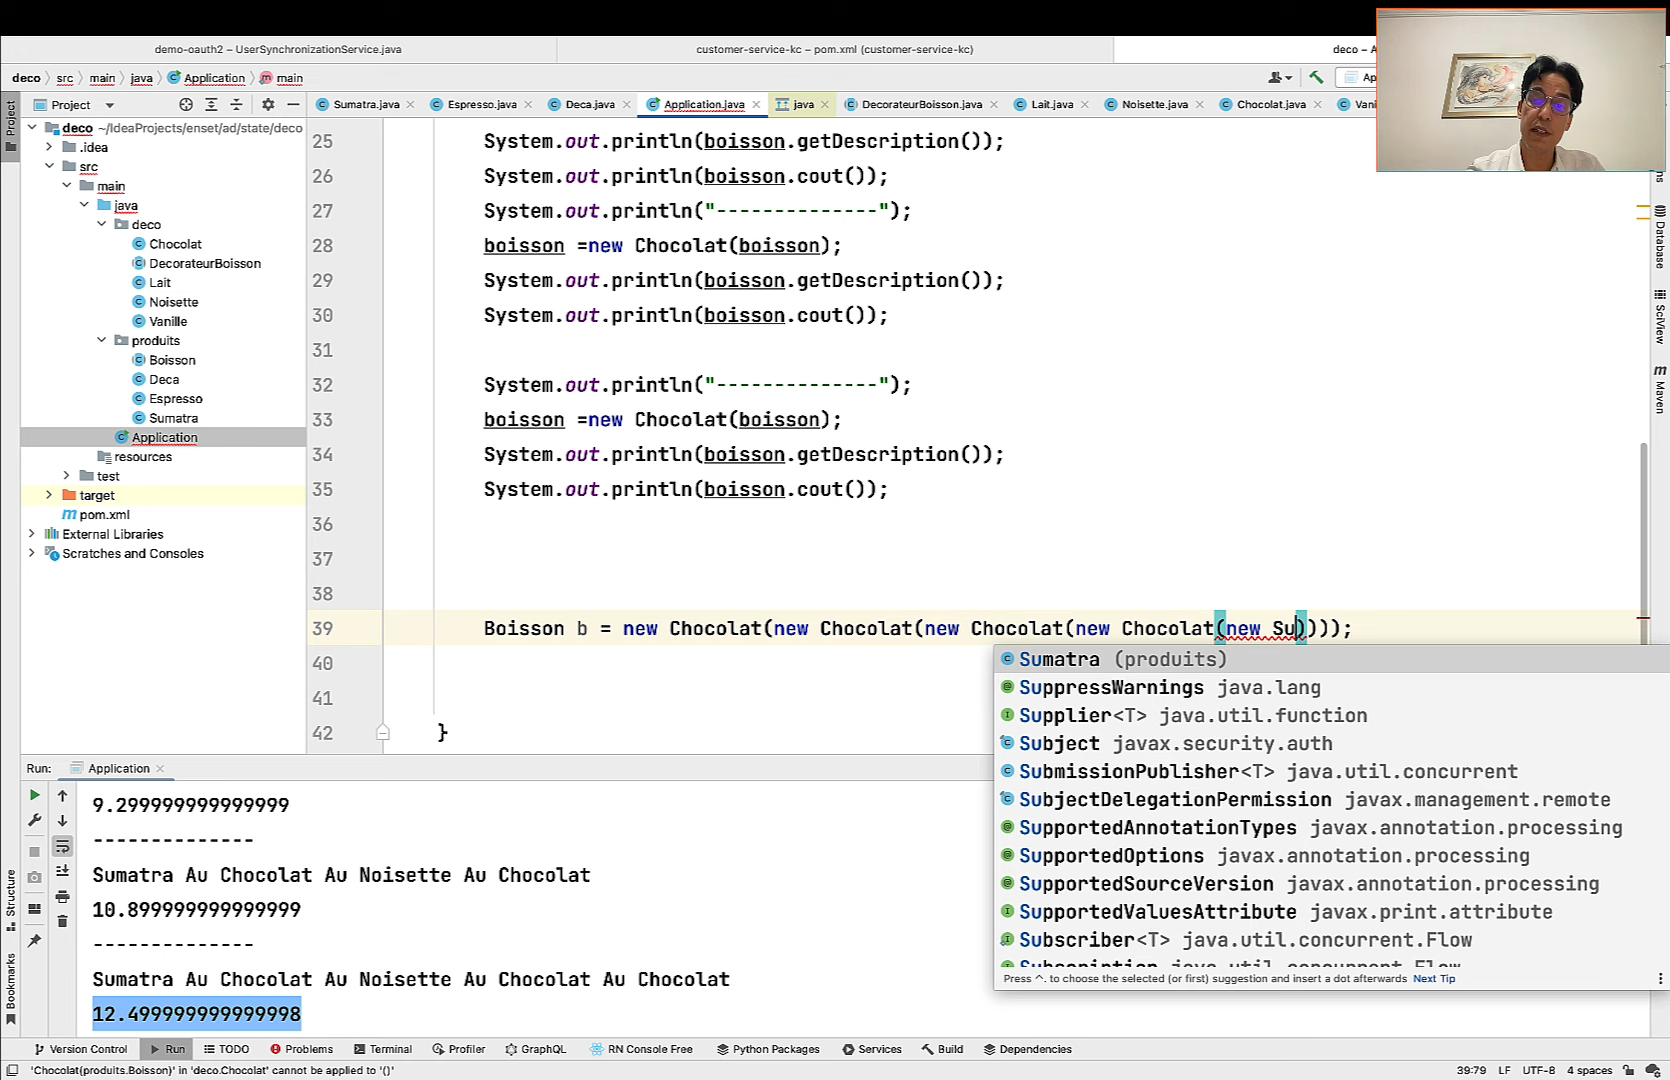 demo-oauth2 – UserSynchronizationService.java
customer-service-kc – pom.xml (customer-service-kc)
deco – A
deco
src
main
java
Application
main
Ap
Project
Sumatra.java
Espresso.java
Deca.java
Application.java
java
DecorateurBoisson.java
Lait.java
Noisette.java
Chocolat.java
Van
Project
deco ~/IdeaProjects/enset/ad/state/deco
.idea
src
main
java
deco
Chocolat
DecorateurBoisson
Lait
Noisette
Vanille
produits
Boisson
Deca
Espresso
Sumatra
Application
resources
test
target
pom.xml
External Libraries
Scratches and Consoles
25 System.out.println(boisson.getDescription());
26 System.out.println(boisson.cout());
27 System.out.println("--------------");
28 boisson =new Chocolat(boisson);
29 System.out.println(boisson.getDescription());
30 System.out.println(boisson.cout());
31
32 System.out.println("--------------");
33 boisson =new Chocolat(boisson);
34 System.out.println(boisson.getDescription());
35 System.out.println(boisson.cout());
36
37
38
39 Boisson b = new Chocolat(new Chocolat(new Chocolat(new Chocolat(new Su))));
40
41
42 }
Sumatra (produits)
SuppressWarnings java.lang
Supplier<T> java.util.function
Subject javax.security.auth
SubmissionPublisher<T> java.util.concurrent
SubjectDelegationPermission javax.management.remote
SupportedAnnotationTypes javax.annotation.processing
SupportedOptions javax.annotation.processing
SupportedSourceVersion javax.annotation.processing
SupportedValuesAttribute javax.print.attribute
Subscriber<T> java.util.concurrent.Flow
Subscription java.util.concurrent.Flow
Press ^. to choose the selected (or first) suggestion and insert a dot afterwards Next Tip
Database
SciView
Maven
Run:
Application
9.299999999999999
--------------
Sumatra Au Chocolat Au Noisette Au Chocolat
10.899999999999999
--------------
Sumatra Au Chocolat Au Noisette Au Chocolat Au Chocolat
12.499999999999998
Structure
Bookmarks
Version Control
Run
TODO
Problems
Terminal
Profiler
GraphQL
RN Console Free
Python Packages
Services
Build
Dependencies
'Chocolat(produits.Boisson)' in 'deco.Chocolat' cannot be applied to '()'
39:79 LF UTF-8 4 spaces